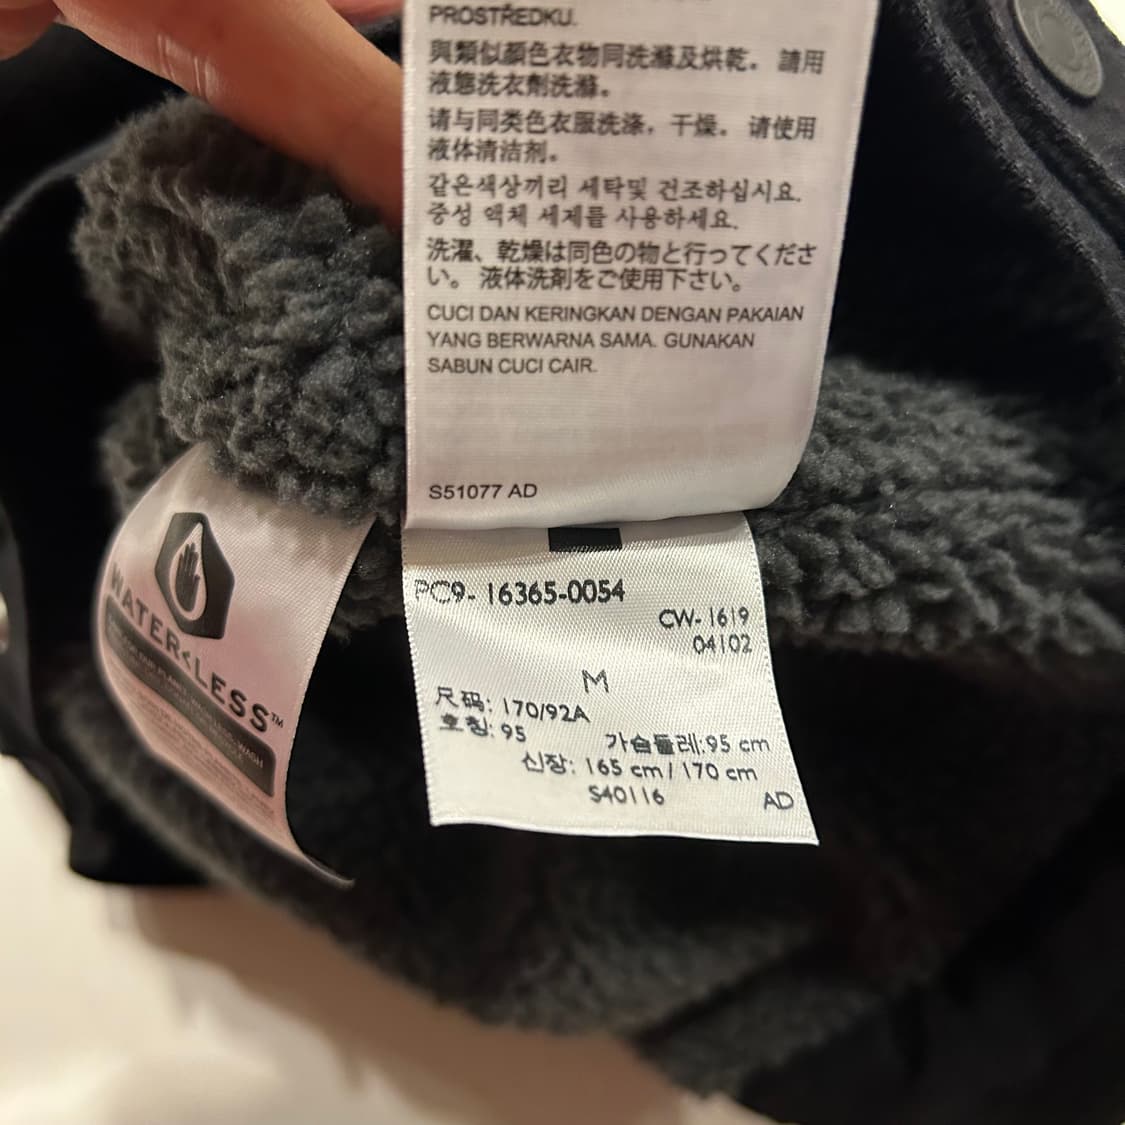 PROSTŘEDKU.
與類似顏色衣物同洗滌及烘乾。 請用
液態洗衣劑洗滌。
请与同类色衣服洗涤，干燥。 请使用
液体清洁剂。
같은색상끼리 세탁및 건조하십시요.
중성 액체 세제를 사용하세요.
洗濯、乾燥は同色の物と行ってくださ
い。 液体洗剤をご使用下さい。
CUCI DAN KERINGKAN DENGAN PAKAIAN
YANG BERWARNA SAMA. GUNAKAN
SABUN CUCI CAIR.
S51077 AD
WATER<LESS™
PC9- 16365-0054
CW- 1619
04102
M
尺码: 170/92A
호칭: 95
가슴둘레:95 cm
신장: 165 cm / 170 cm
S40116
AD